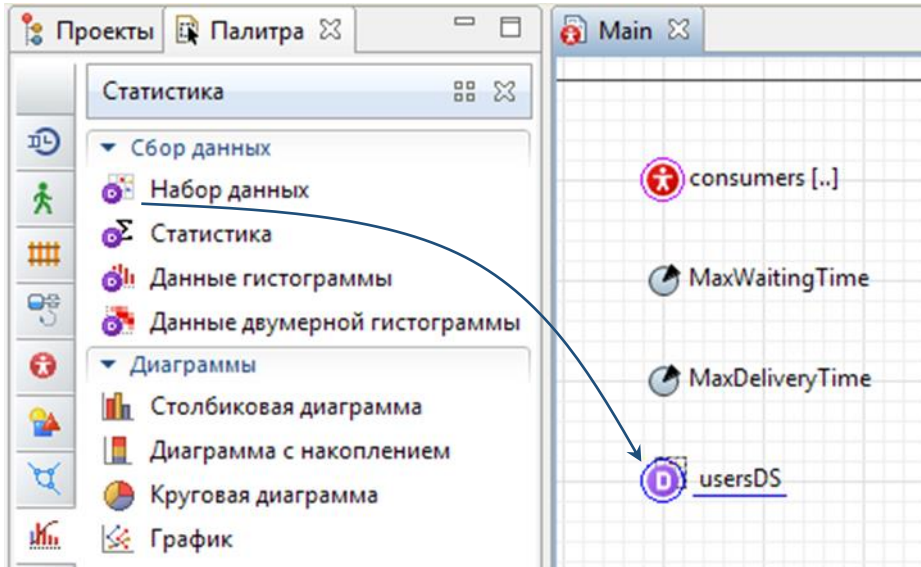 Проекты
Палитра
Main
Статистика
Сбор данных
Набор данных
Статистика
Данные гистограммы
Данные двумерной гистограммы
Диаграммы
Столбиковая диаграмма
Диаграмма с накоплением
Круговая диаграмма
График
consumers [..]
MaxWaitingTime
MaxDeliveryTime
usersDS